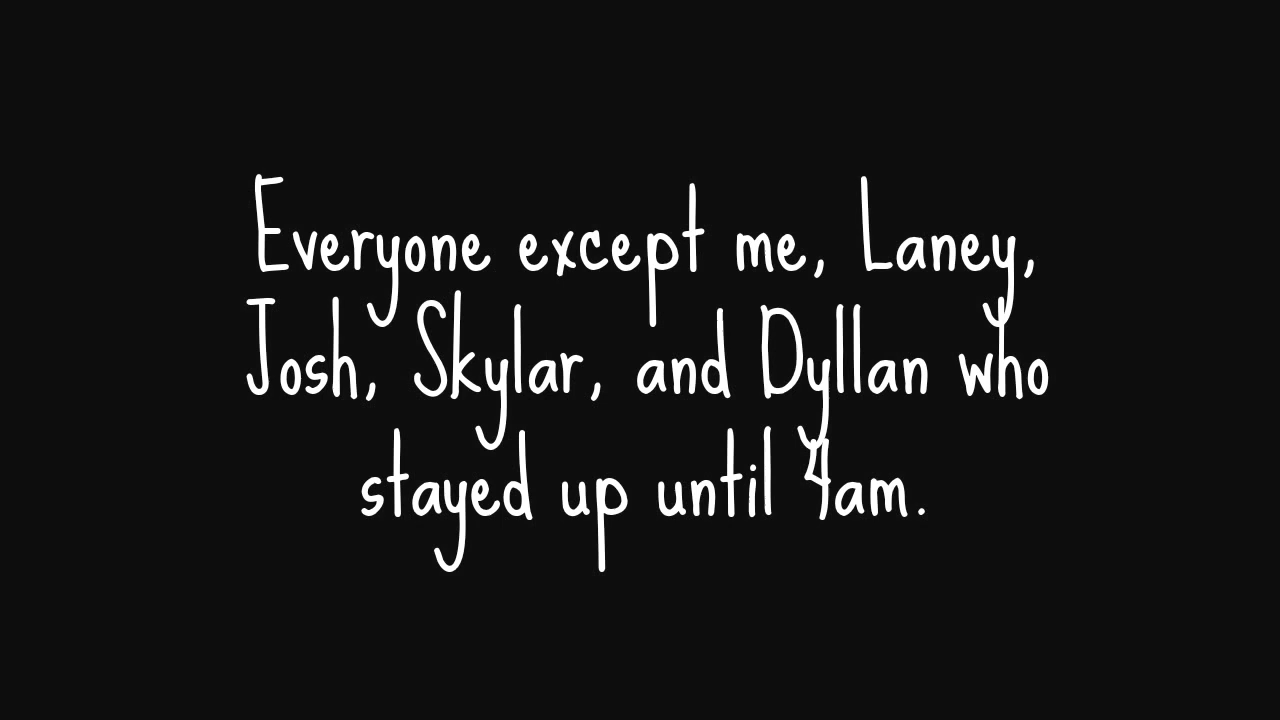 Everyone except me, Laney,
Josh, Skylar, and Dyllan who
stayed up until 4am.